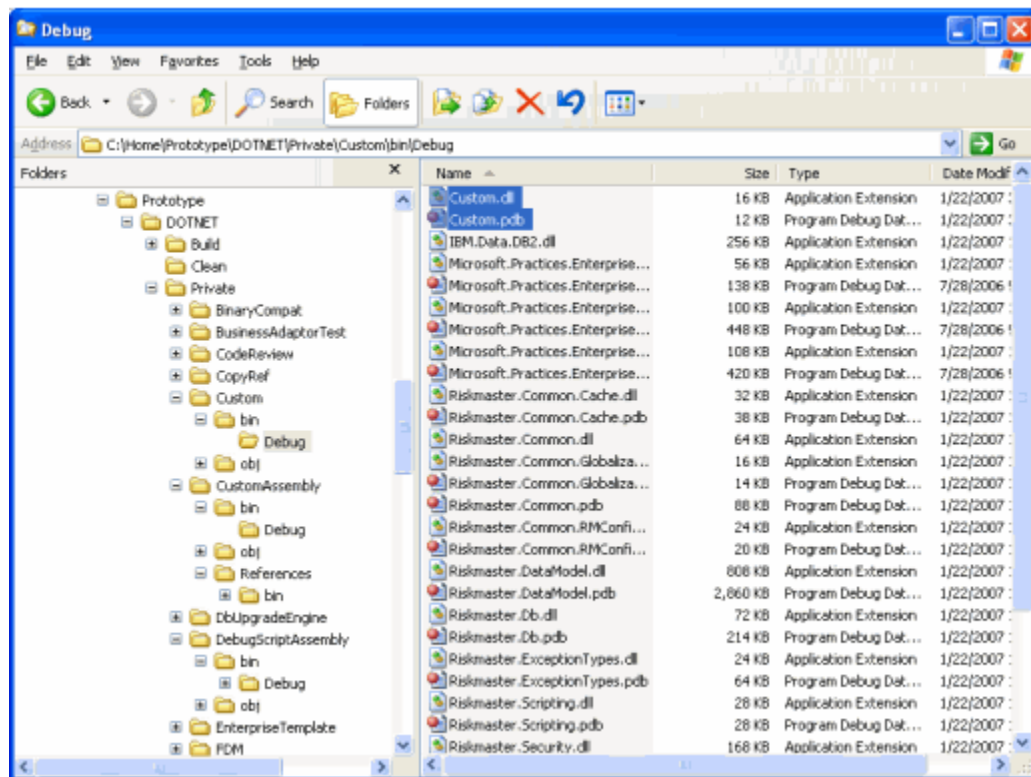 Debug
File Edit View Favorites Tools Help
Back Search Folders
Address C:\Home\Prototype\DOTNET\Private\Custom\bin\Debug Go
Folders
Prototype
DOTNET
Build
Clean
Private
BinaryCompat
BusinessAdaptorTest
CodeReview
CopyRef
Custom
bin
Debug
obj
CustomAssembly
bin
Debug
obj
References
bin
DbUpgradeEngine
DebugScriptAssembly
bin
Debug
obj
EnterpriseTemplate
FDM
Name Size Type Date Modif
Custom.dll 16 KB Application Extension 1/22/2007
Custom.pdb 12 KB Program Debug Dat... 1/22/2007
IBM.Data.DB2.dll 256 KB Application Extension 1/22/2007
Microsoft.Practices.Enterprise... 56 KB Application Extension 1/22/2007
Microsoft.Practices.Enterprise... 138 KB Program Debug Dat... 7/28/2006
Microsoft.Practices.Enterprise... 100 KB Application Extension 1/22/2007
Microsoft.Practices.Enterprise... 448 KB Program Debug Dat... 7/28/2006
Microsoft.Practices.Enterprise... 108 KB Application Extension 1/22/2007
Microsoft.Practices.Enterprise... 420 KB Program Debug Dat... 7/28/2006
Riskmaster.Common.Cache.dll 32 KB Application Extension 1/22/2007
Riskmaster.Common.Cache.pdb 38 KB Program Debug Dat... 1/22/2007
Riskmaster.Common.dll 64 KB Application Extension 1/22/2007
Riskmaster.Common.Globaliza... 16 KB Application Extension 1/22/2007
Riskmaster.Common.Globaliza... 14 KB Program Debug Dat... 1/22/2007
Riskmaster.Common.pdb 88 KB Program Debug Dat... 1/22/2007
Riskmaster.Common.RMConfi... 24 KB Application Extension 1/22/2007
Riskmaster.Common.RMConfi... 20 KB Program Debug Dat... 1/22/2007
Riskmaster.DataModel.dll 808 KB Application Extension 1/22/2007
Riskmaster.DataModel.pdb 2,860 KB Program Debug Dat... 1/22/2007
Riskmaster.Db.dll 72 KB Application Extension 1/22/2007
Riskmaster.Db.pdb 214 KB Program Debug Dat... 1/22/2007
Riskmaster.ExceptionTypes.dll 24 KB Application Extension 1/22/2007
Riskmaster.ExceptionTypes.pdb 64 KB Program Debug Dat... 1/22/2007
Riskmaster.Scripting.dll 28 KB Application Extension 1/22/2007
Riskmaster.Scripting.pdb 28 KB Program Debug Dat... 1/22/2007
Riskmaster.Security.dll 168 KB Application Extension 1/22/2007